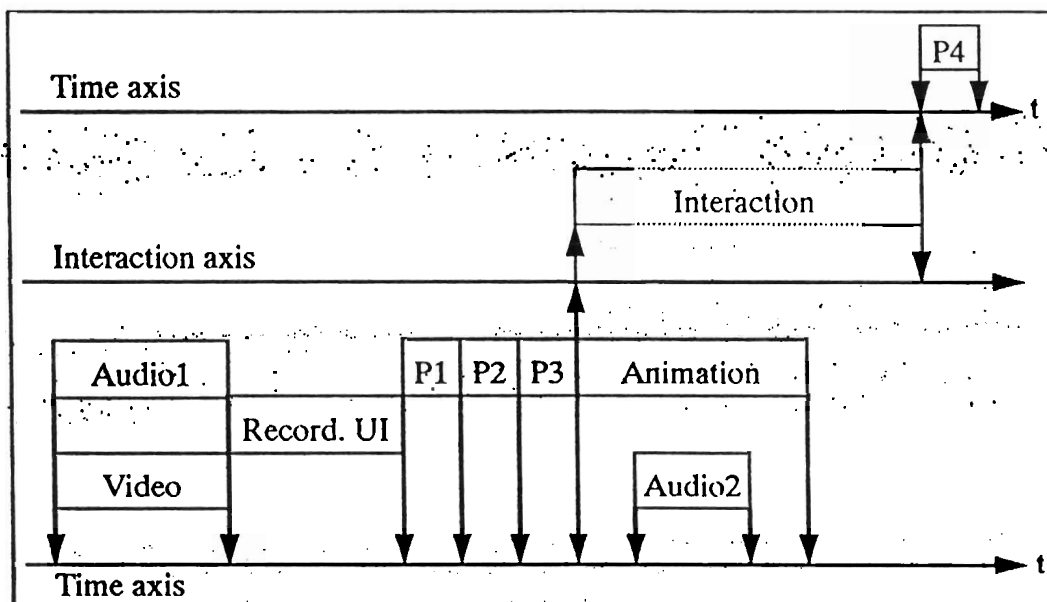 P4
Time axis
t
Interaction
Interaction axis
Audio1 P1 P2 P3 Animation
Record. UI
Video Audio2
t
Time axis